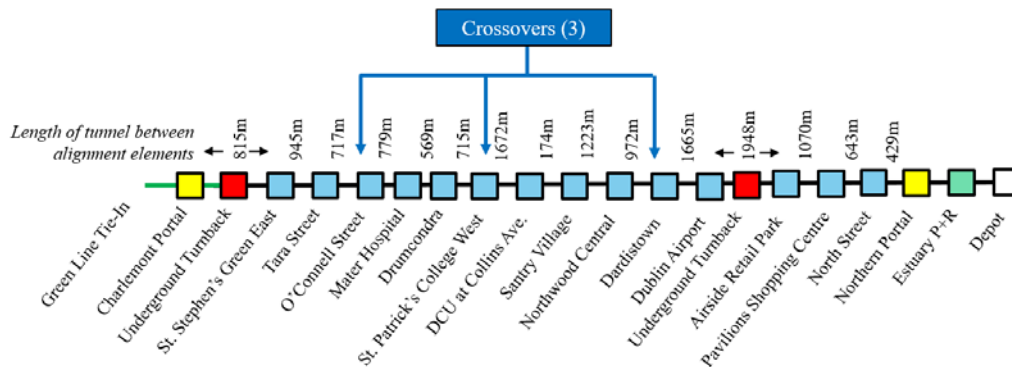 Crossovers (3)
Length of tunnel between
alignment elements
815m
945m
717m
779m
569m
715m
1672m
174m
1223m
972m
1665m
1948m
1070m
643m
429m
Green Line Tie-In
Charlemont Portal
Underground Turnback
St. Stephen's Green East
Tara Street
O'Connell Street
Mater Hospital
Drumcondra
St. Patrick's College West
DCU at Collins Ave.
Santry Village
Northwood Central
Dardistown
Dublin Airport
Underground Turnback
Airside Retail Park
Pavilions Shopping Centre
North Street
Northern Portal
Estuary P+R
Depot